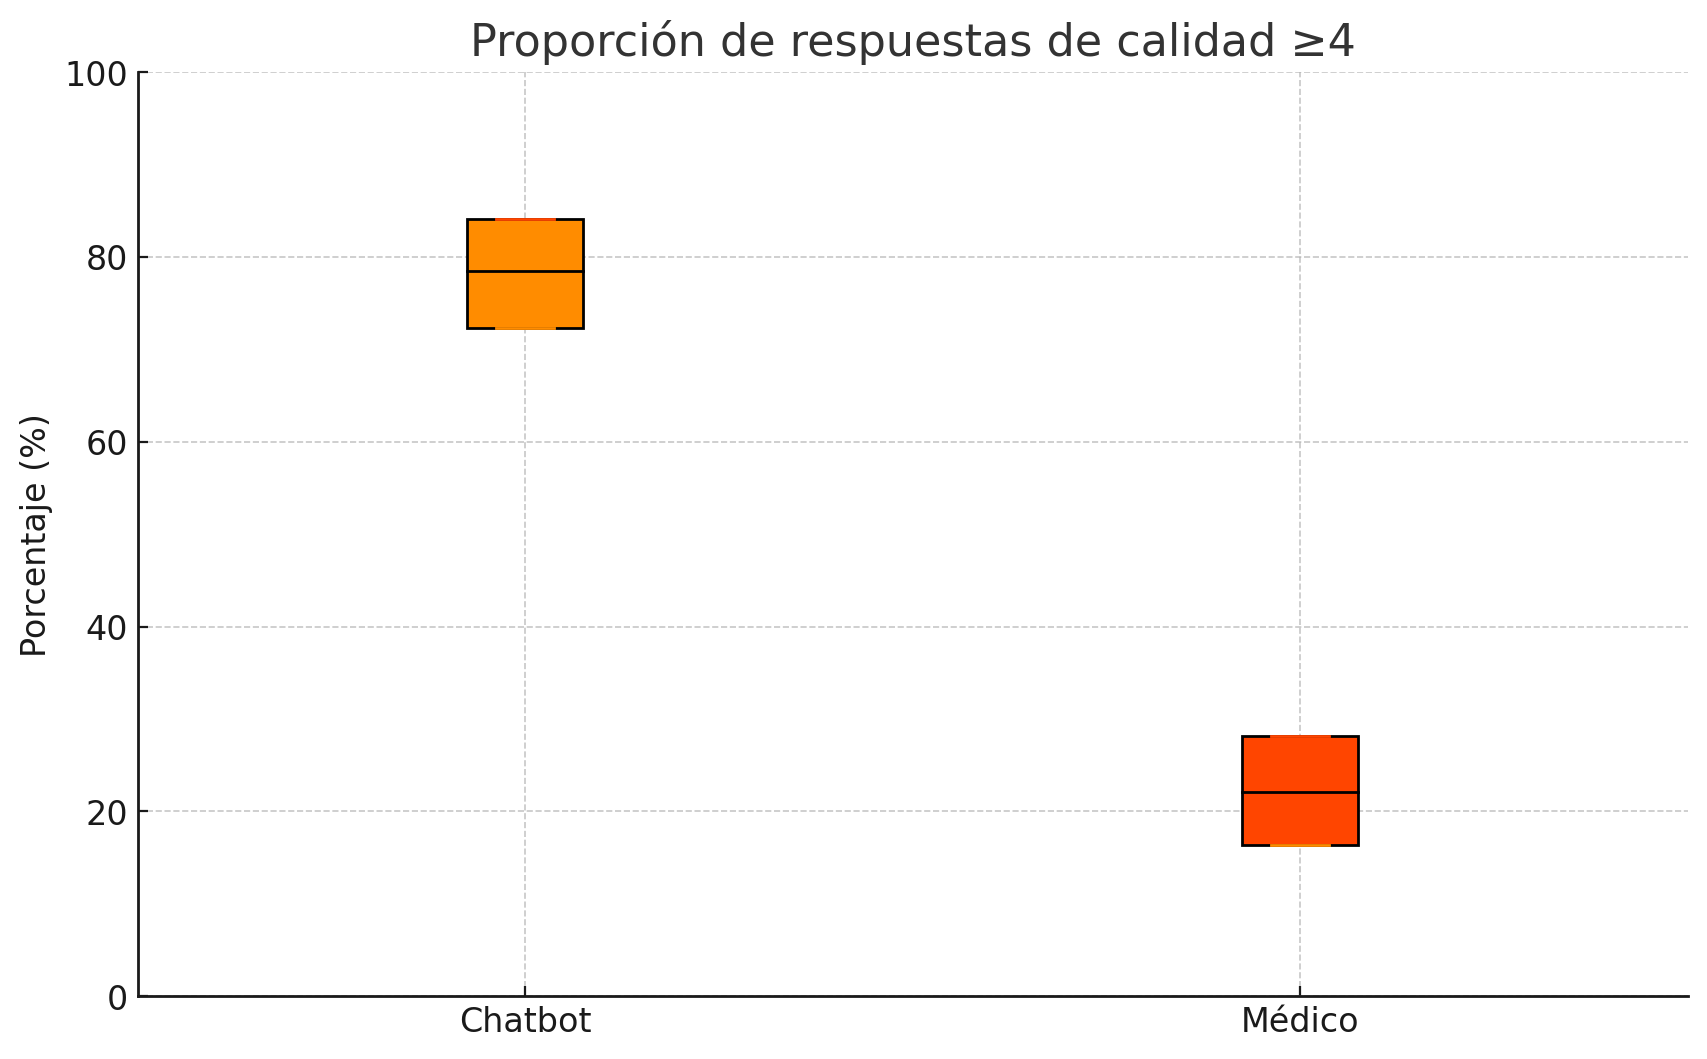 Proporción de respuestas de calidad ≥4
Porcentaje (%)
100
80
60
40
20
0
Chatbot
Médico